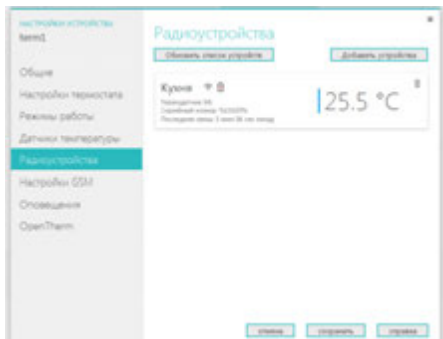 НАСТРОЙКИ УСТРОЙСТВА
term1
Общие
Настройки термостата
Режимы работы
Датчики температуры
Радиоустройства
Настройки GSM
Оповещения
OpenTherm
Радиоустройства
Обновить список устройств
Добавить устройства
Кухня
25.5 °C
отмена
сохранить
справка